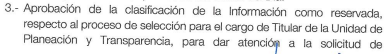 3.- Aprobación de la clasificación de la Información como reservada,
respecto al proceso de selección para el cargo de Titular de la Unidad de
Planeación y Transparencia, para dar atención a la solicitud de